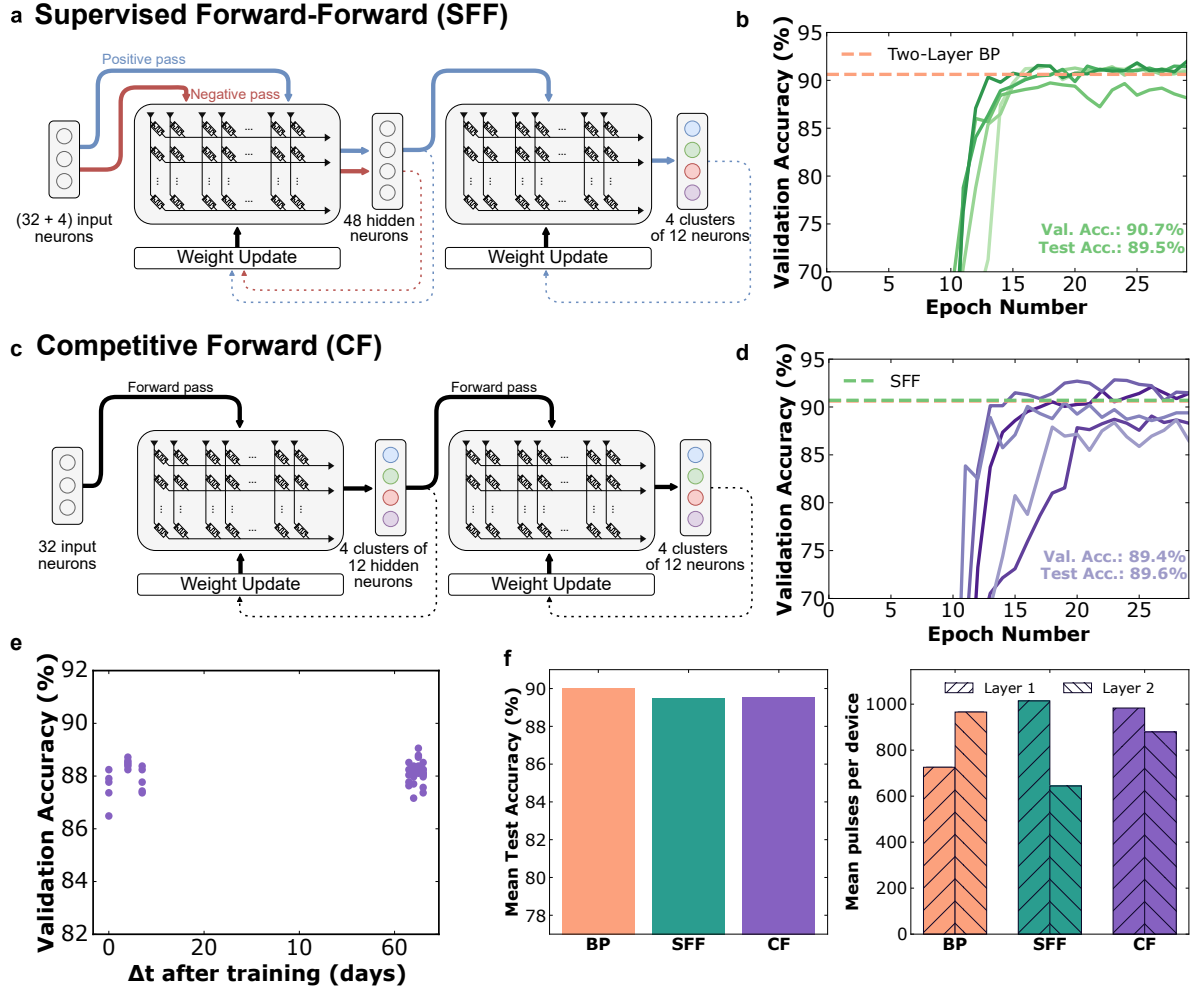 a Supervised Forward-Forward (SFF)
Positive pass
Negative pass
...
...
...
...
(32 + 4) input
neurons
48 hidden
neurons
4 clusters
of 12 neurons
Weight Update
Weight Update
b
Validation Accuracy (%)
95
90
85
80
75
70
Two-Layer BP
Val. Acc.: 90.7%
Test Acc.: 89.5%
0 5 10 15 20 25
Epoch Number
c Competitive Forward (CF)
Forward pass
Forward pass
...
...
...
...
32 input
neurons
4 clusters of
12 hidden
neurons
4 clusters
of 12 neurons
Weight Update
Weight Update
d
Validation Accuracy (%)
95
90
85
80
75
70
SFF
Val. Acc.: 89.4%
Test Acc.: 89.6%
0 5 10 15 20 25
Epoch Number
e
Validation Accuracy (%)
92
90
88
86
84
82
0 20 10 60
Δt after training (days)
f
Mean Test Accuracy (%)
90
88
86
84
82
80
78
BP SFF CF
Mean pulses per device
1000
800
600
400
200
0
Layer 1 Layer 2
BP SFF CF